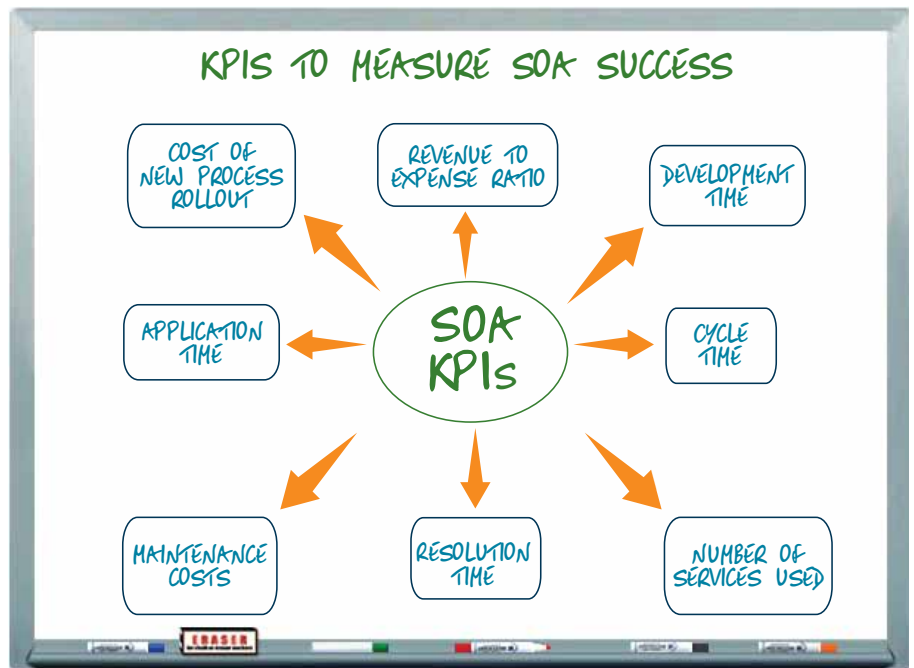 KPIS TO MEASURE SOA SUCCESS
COST OF
NEW PROCESS
ROLLOUT
REVENUE TO
EXPENSE RATIO
DEVELOPMENT
TIME
APPLICATION
TIME
SOA
KPIs
CYCLE
TIME
MAINTENANCE
COSTS
RESOLUTION
TIME
NUMBER OF
SERVICES USED
ERASER